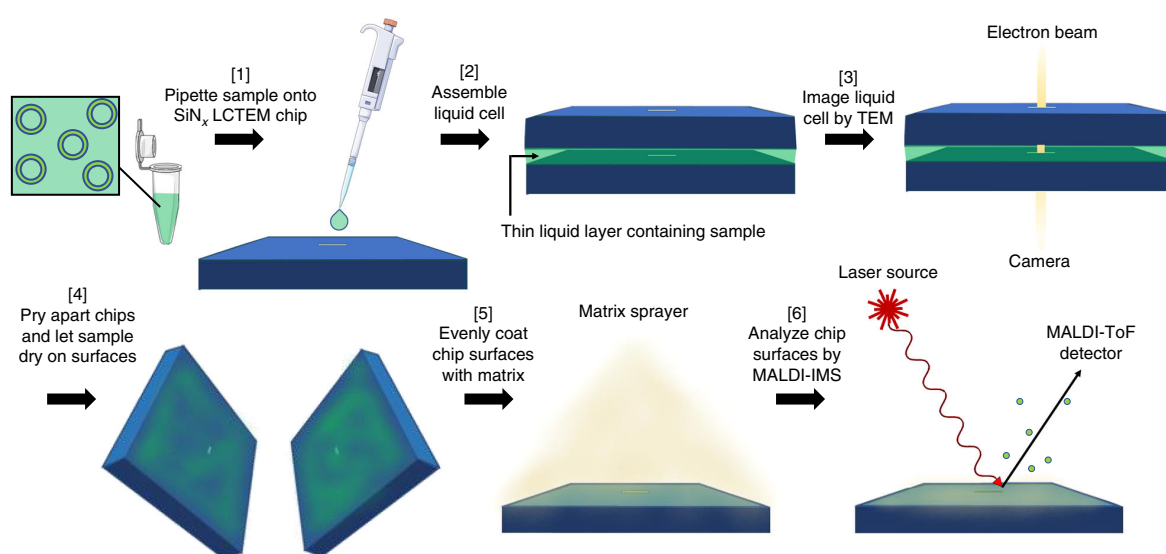 [1]
Pipette sample onto
SiNₓ LCTEM chip
[2]
Assemble
liquid cell
Thin liquid layer containing sample
[3]
Image liquid
cell by TEM
Electron beam
Camera
[4]
Pry apart chips
and let sample
dry on surfaces
[5]
Evenly coat
chip surfaces
with matrix
Matrix sprayer
[6]
Analyze chip
surfaces by
MALDI-IMS
Laser source
MALDI-ToF
detector